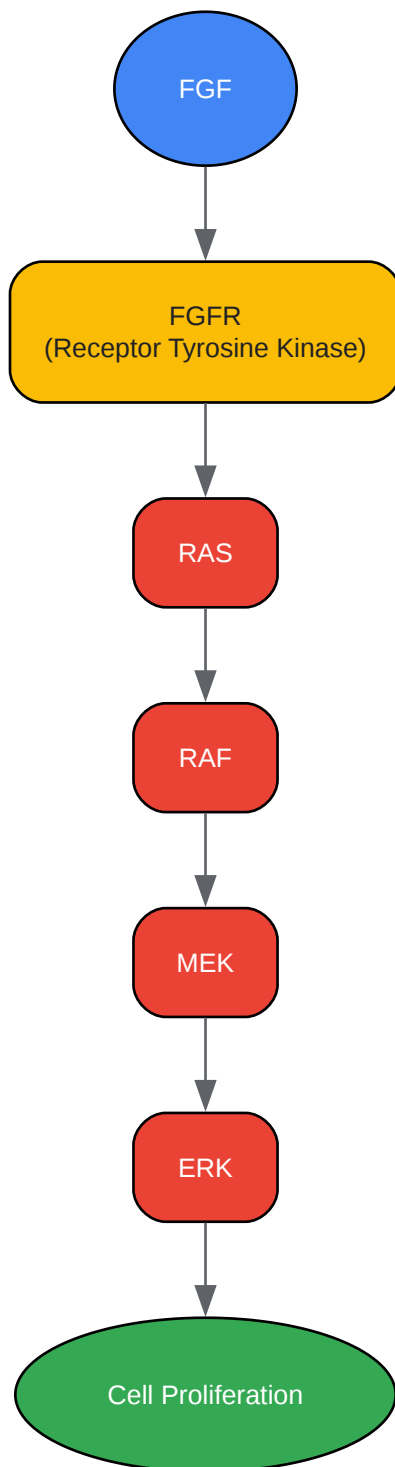 FGF
FGFR
(Receptor Tyrosine Kinase)
RAS
RAF
MEK
ERK
Cell Proliferation